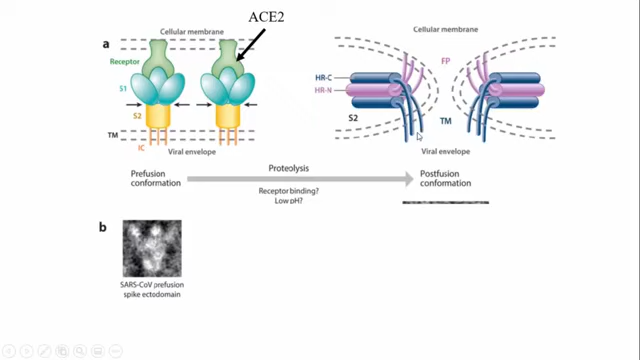 ACE2
a
Cellular membrane
Receptor
S1
S2
TM
IC
Viral envelope
Prefusion
conformation
Proteolysis
Receptor binding?
Low pH?
Cellular membrane
FP
HR-C
HR-N
S2
TM
Viral envelope
Postfusion
conformation
b
SARS-CoV prefusion
spike ectodomain